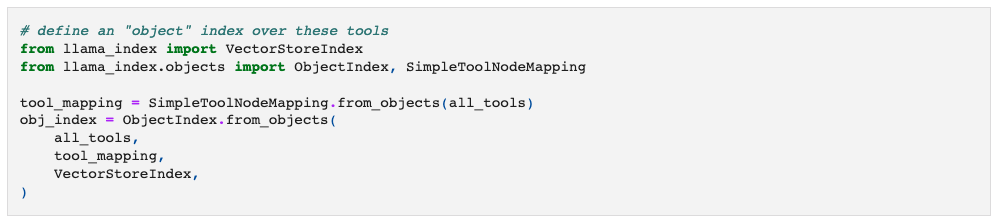 # define an "object" index over these tools
from llama_index import VectorStoreIndex
from llama_index.objects import ObjectIndex, SimpleToolNodeMapping

tool_mapping = SimpleToolNodeMapping.from_objects(all_tools)
obj_index = ObjectIndex.from_objects(
    all_tools,
    tool_mapping,
    VectorStoreIndex,
)